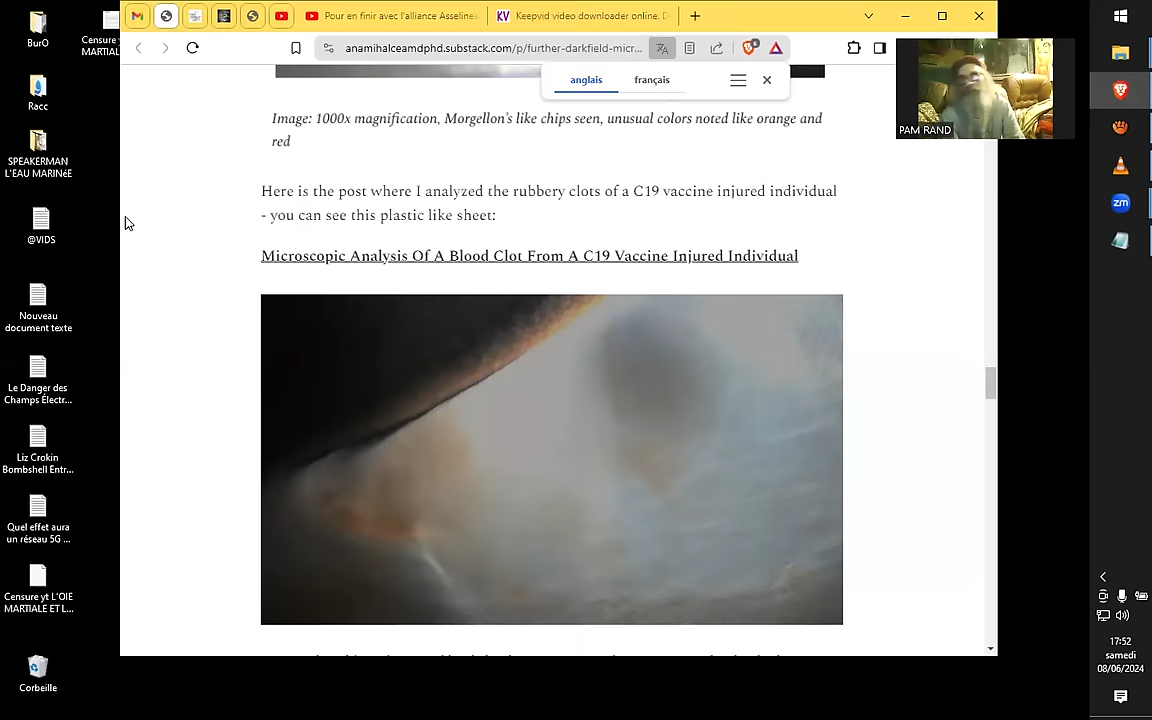 BurO
Censure
MARTIAL
Racc
SPEAKERMAN
L'EAU MARINéE
@VIDS
Nouveau
document texte
Le Danger des
Champs Électr...
Liz Crokin
Bombshell Entr...
Quel effet aura
un réseau 5G ...
Censure yt L'OIE
MARTIALE ET L...
Corbeille
Pour en finir avec l'alliance Asseline
KV Keepvid video downloader online. D
anamihalceamdphd.substack.com/p/further-darkfield-micr...
anglais
français
Image: 1000x magnification, Morgellon's like chips seen, unusual colors noted like orange and
red
Here is the post where I analyzed the rubbery clots of a C19 vaccine injured individual
- you can see this plastic like sheet:
Microscopic Analysis Of A Blood Clot From A C19 Vaccine Injured Individual
PAM RAND
zm
17:52
samedi
08/06/2024